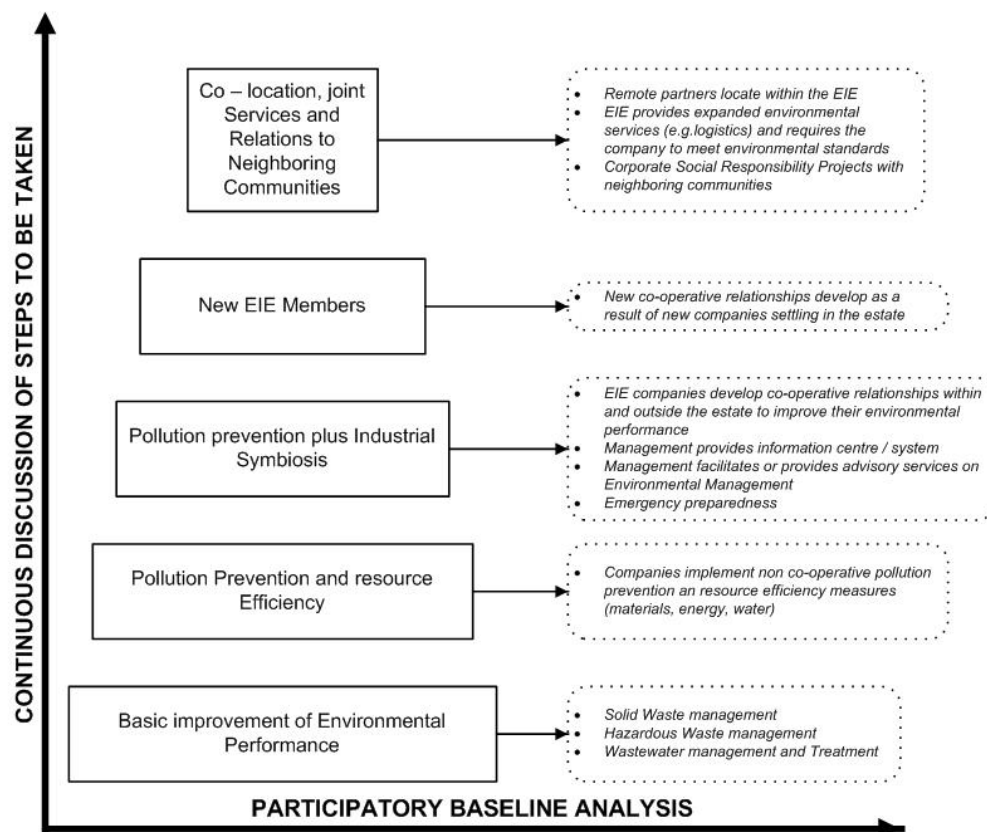 CONTINUOUS DISCUSSION OF STEPS TO BE TAKEN
Co – location, joint
Services and
Relations to
Neighboring
Communities
• Remote partners locate within the EIE
• EIE provides expanded environmental
services (e.g.logistics) and requires the
company to meet environmental standards
• Corporate Social Responsibility Projects with
neighboring communities
New EIE Members
• New co-operative relationships develop as a
result of new companies settling in the estate
Pollution prevention plus Industrial
Symbiosis
• EIE companies develop co-operative relationships within
and outside the estate to improve their environmental
performance
• Management provides information centre / system
• Management facilitates or provides advisory services on
Environmental Management
• Emergency preparedness
Pollution Prevention and resource
Efficiency
• Companies implement non co-operative pollution
prevention an resource efficiency measures
(materials, energy, water)
Basic improvement of Environmental
Performance
• Solid Waste management
• Hazardous Waste management
• Wastewater management and Treatment
PARTICIPATORY BASELINE ANALYSIS